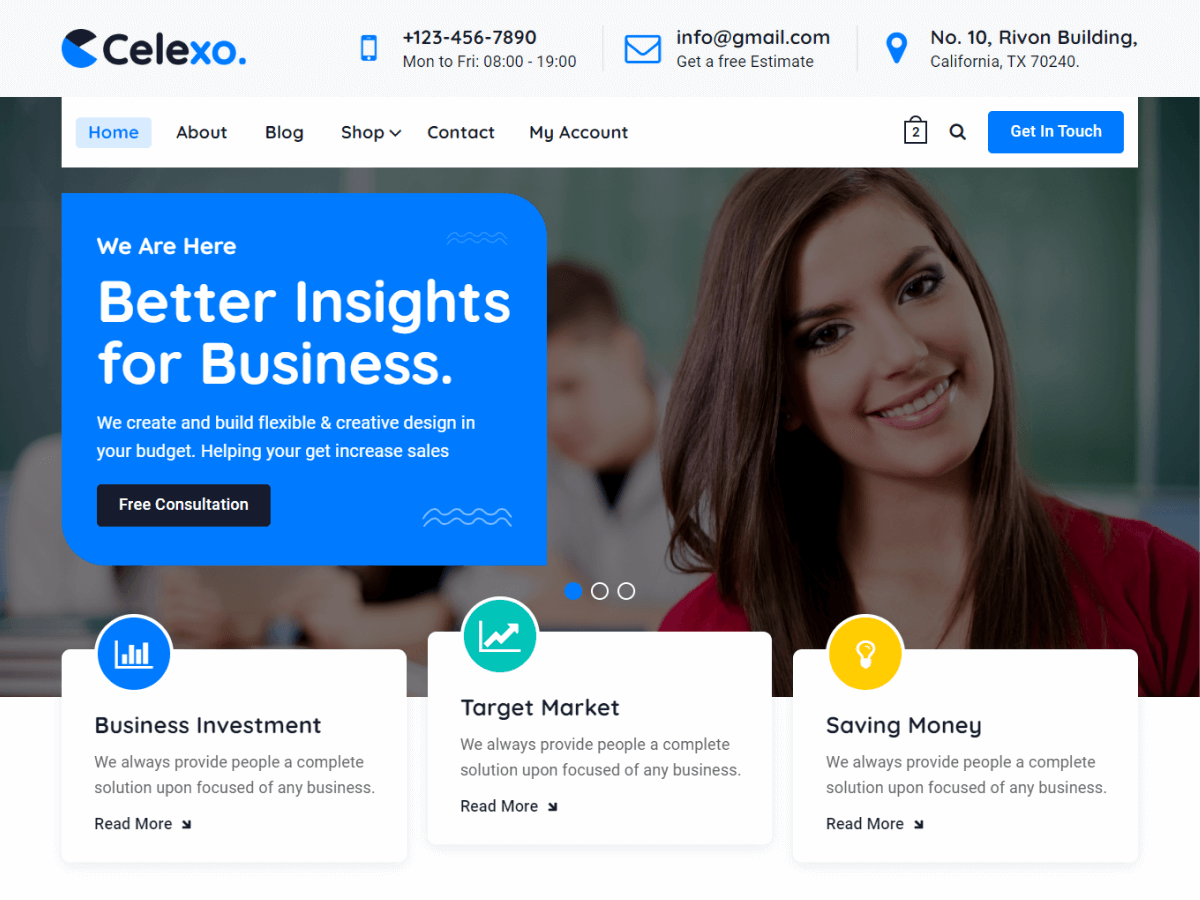 Celexo.
+123-456-7890
Mon to Fri: 08:00 - 19:00
info@gmail.com
Get a free Estimate
No. 10, Rivon Building,
California, TX 70240.
Home
About
Blog
Shop
Contact
My Account
2
Get In Touch
We Are Here
Better Insights
for Business.
We create and build flexible & creative design in
your budget. Helping your get increase sales
Free Consultation
Business Investment
We always provide people a complete
solution upon focused of any business.
Read More
Target Market
We always provide people a complete
solution upon focused of any business.
Read More
Saving Money
We always provide people a complete
solution upon focused of any business.
Read More